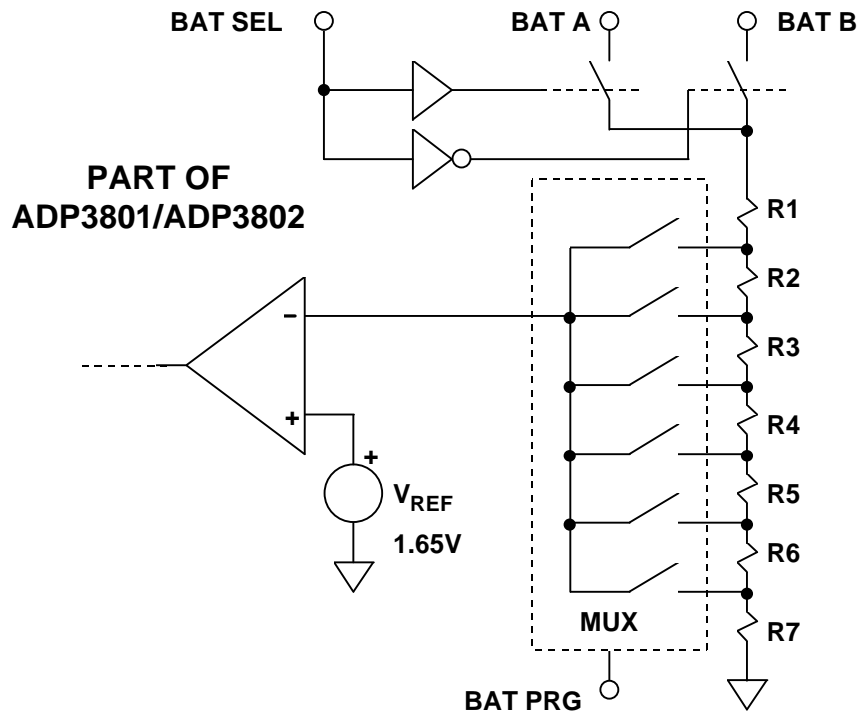 BAT SEL
BAT A
BAT B
PART OF
ADP3801/ADP3802
R1
R2
R3
R4
R5
R6
R7
–
+
+
VREF
1.65V
MUX
BAT PRG